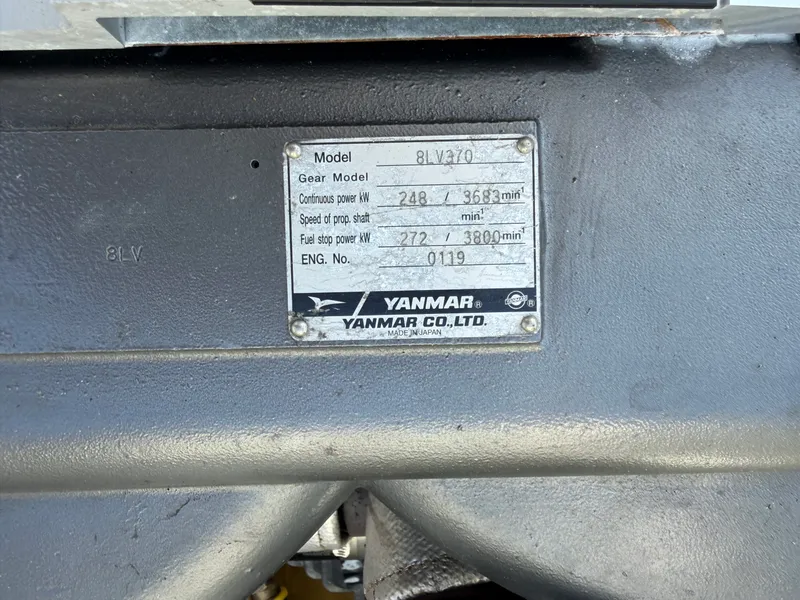 Model 8LV370
Gear Model
Continuous power kW 248 / 3683 min⁻¹
Speed of prop. shaft min⁻¹
Fuel stop power kW 272 / 3800 min⁻¹
ENG. No. 0119
YANMAR ®
®
YANMAR CO.,LTD.
MADE IN JAPAN
8LV